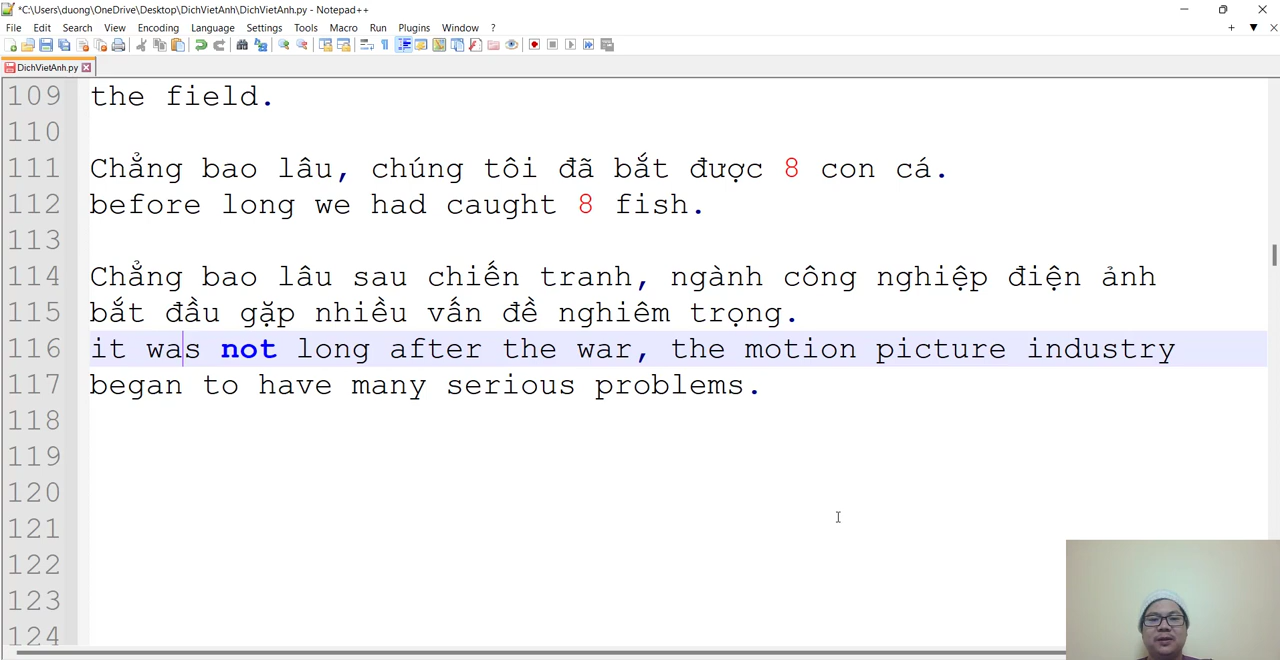 *C:\Users\duong\OneDrive\Desktop\DichVietAnh\DichVietAnh.py - Notepad++
File Edit Search View Encoding Language Settings Tools Macro Run Plugins Window ?
DichVietAnh.py
109 the field.
110
111 Chẳng bao lâu, chúng tôi đã bắt được 8 con cá.
112 before long we had caught 8 fish.
113
114 Chẳng bao lâu sau chiến tranh, ngành công nghiệp điện ảnh
115 bắt đầu gặp nhiều vấn đề nghiêm trọng.
116 it was not long after the war, the motion picture industry
117 began to have many serious problems.
118
119
120
121
122
123
124